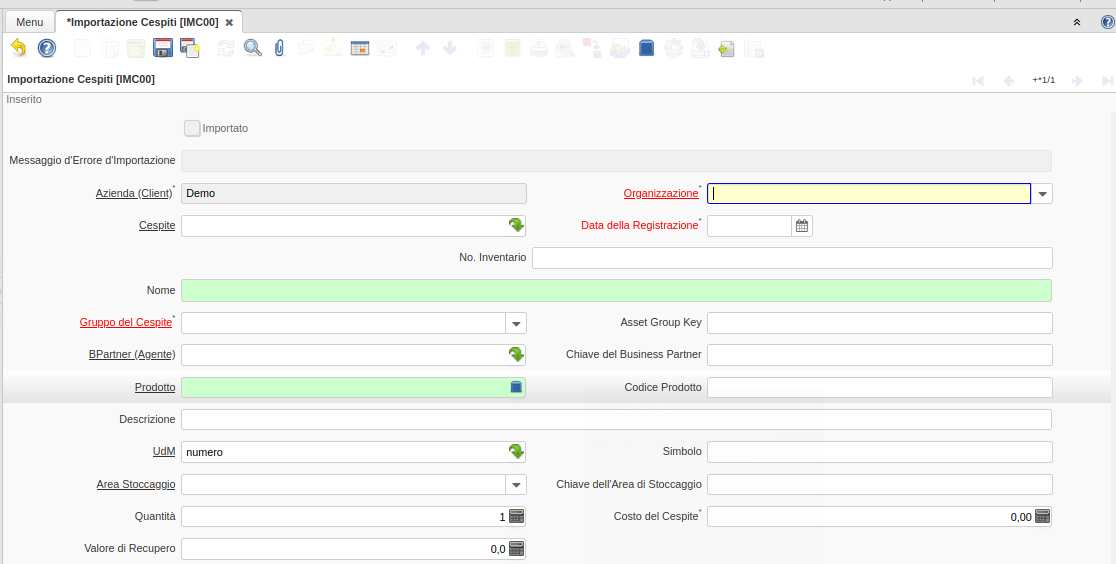 Menu *Importazione Cespiti [IMC00]
Importazione Cespiti [IMC00] +*1/1
Inserito
Importato
Messaggio d'Errore d'Importazione
Azienda (Client)* Demo Organizzazione*
Cespite Data della Registrazione*
No. Inventario
Nome
Gruppo del Cespite* Asset Group Key
BPartner (Agente) Chiave del Business Partner
Prodotto Codice Prodotto
Descrizione
UdM numero Simbolo
Area Stoccaggio Chiave dell'Area di Stoccaggio
Quantità 1 Costo del Cespite* 0,00
Valore di Recupero 0,0